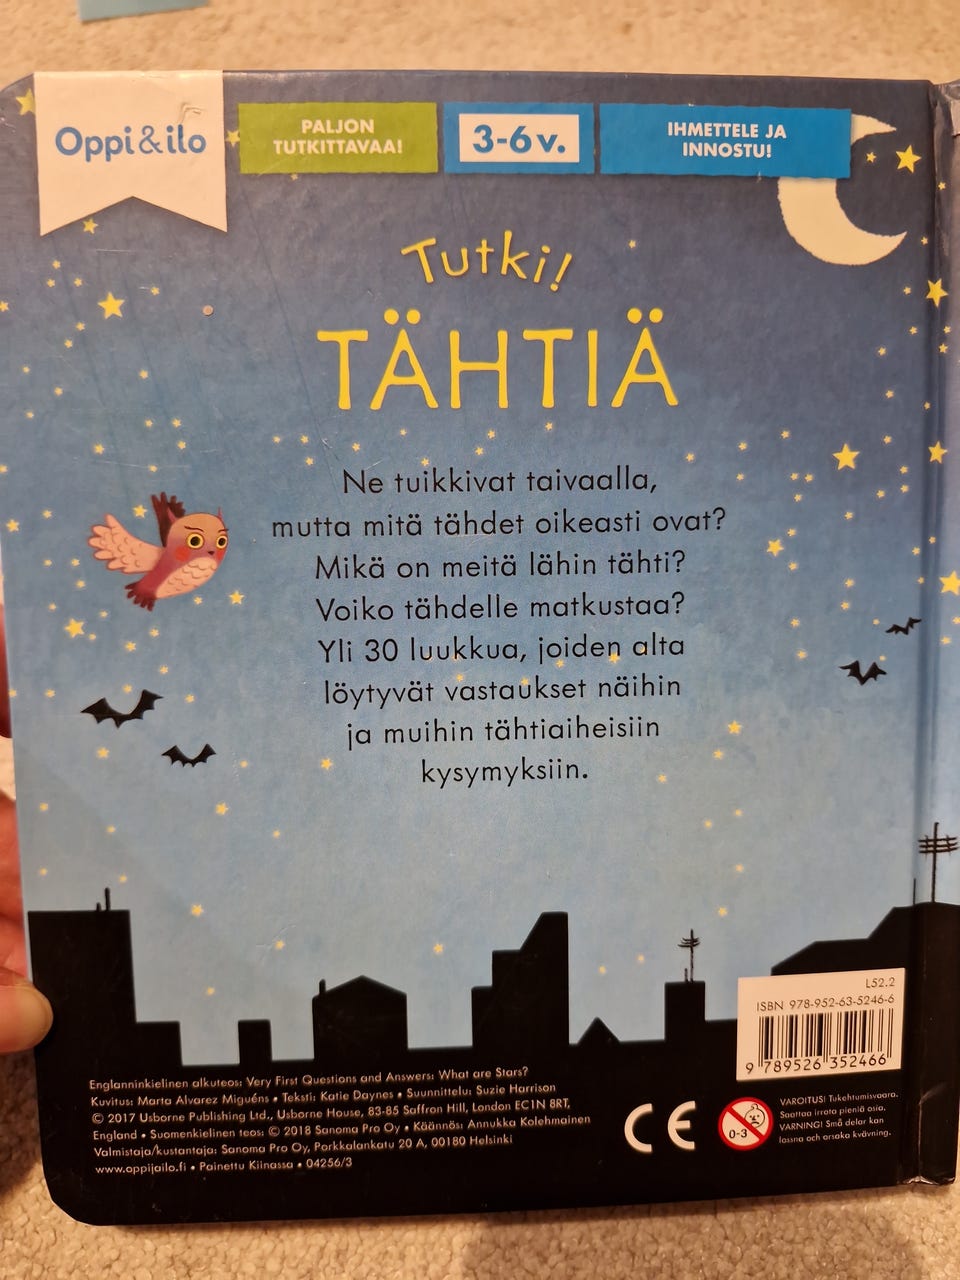 Oppi&ilo
PALJON
TUTKITTAVAA!
3-6 v.
IHMETTELE JA
INNOSTU!
Tutki!
TÄHTIÄ
Ne tuikkivat taivaalla,
mutta mitä tähdet oikeasti ovat?
Mikä on meitä lähin tähti?
Voiko tähdelle matkustaa?
Yli 30 luukkua, joiden alta
löytyvät vastaukset näihin
ja muihin tähtiaiheisiin
kysymyksiin.
L52.2
ISBN 978-952-63-5246-6
9 789526 352466
Englanninkielinen alkuteos: Very First Questions and Answers: What are Stars?
Kuvitus: Marta Alvarez Miguéns • Teksti: Katie Daynes • Suunnittelu: Suzie Harrison
© 2017 Usborne Publishing Ltd., Usborne House, 83-85 Saffron Hill, London EC1N 8RT,
England • Suomenkielinen teos: © 2018 Sanoma Pro Oy • Käännös: Annukka Kolehmainen
Valmistaja/kustantaja: Sanoma Pro Oy, Porkkalankatu 20 A, 00180 Helsinki
www.oppijailo.fi • Painettu Kiinassa • 04256/3
CE
0-3
VAROITUS! Tukehtumisvaara.
Saattaa irrota pieniä osia.
VARNING! Små delar kan
lossna och orsaka kvävning.